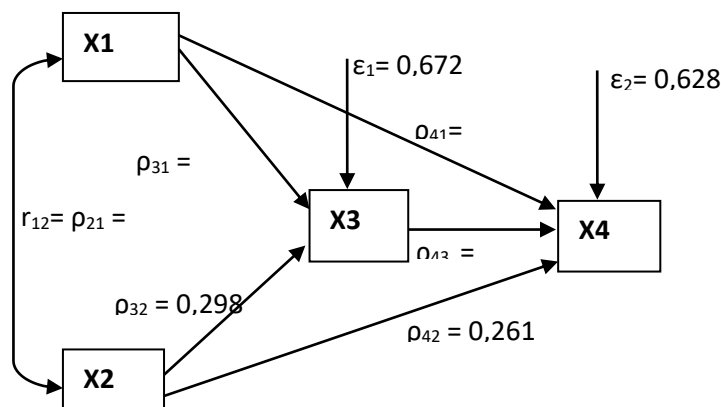 X1
ε₁= 0,672
ε₂= 0,628
ρ₄₁=
ρ₃₁ =
X3
X4
r₁₂= ρ₂₁ =
ρ₄₃ =
ρ₃₂ = 0,298
ρ₄₂ = 0,261
X2